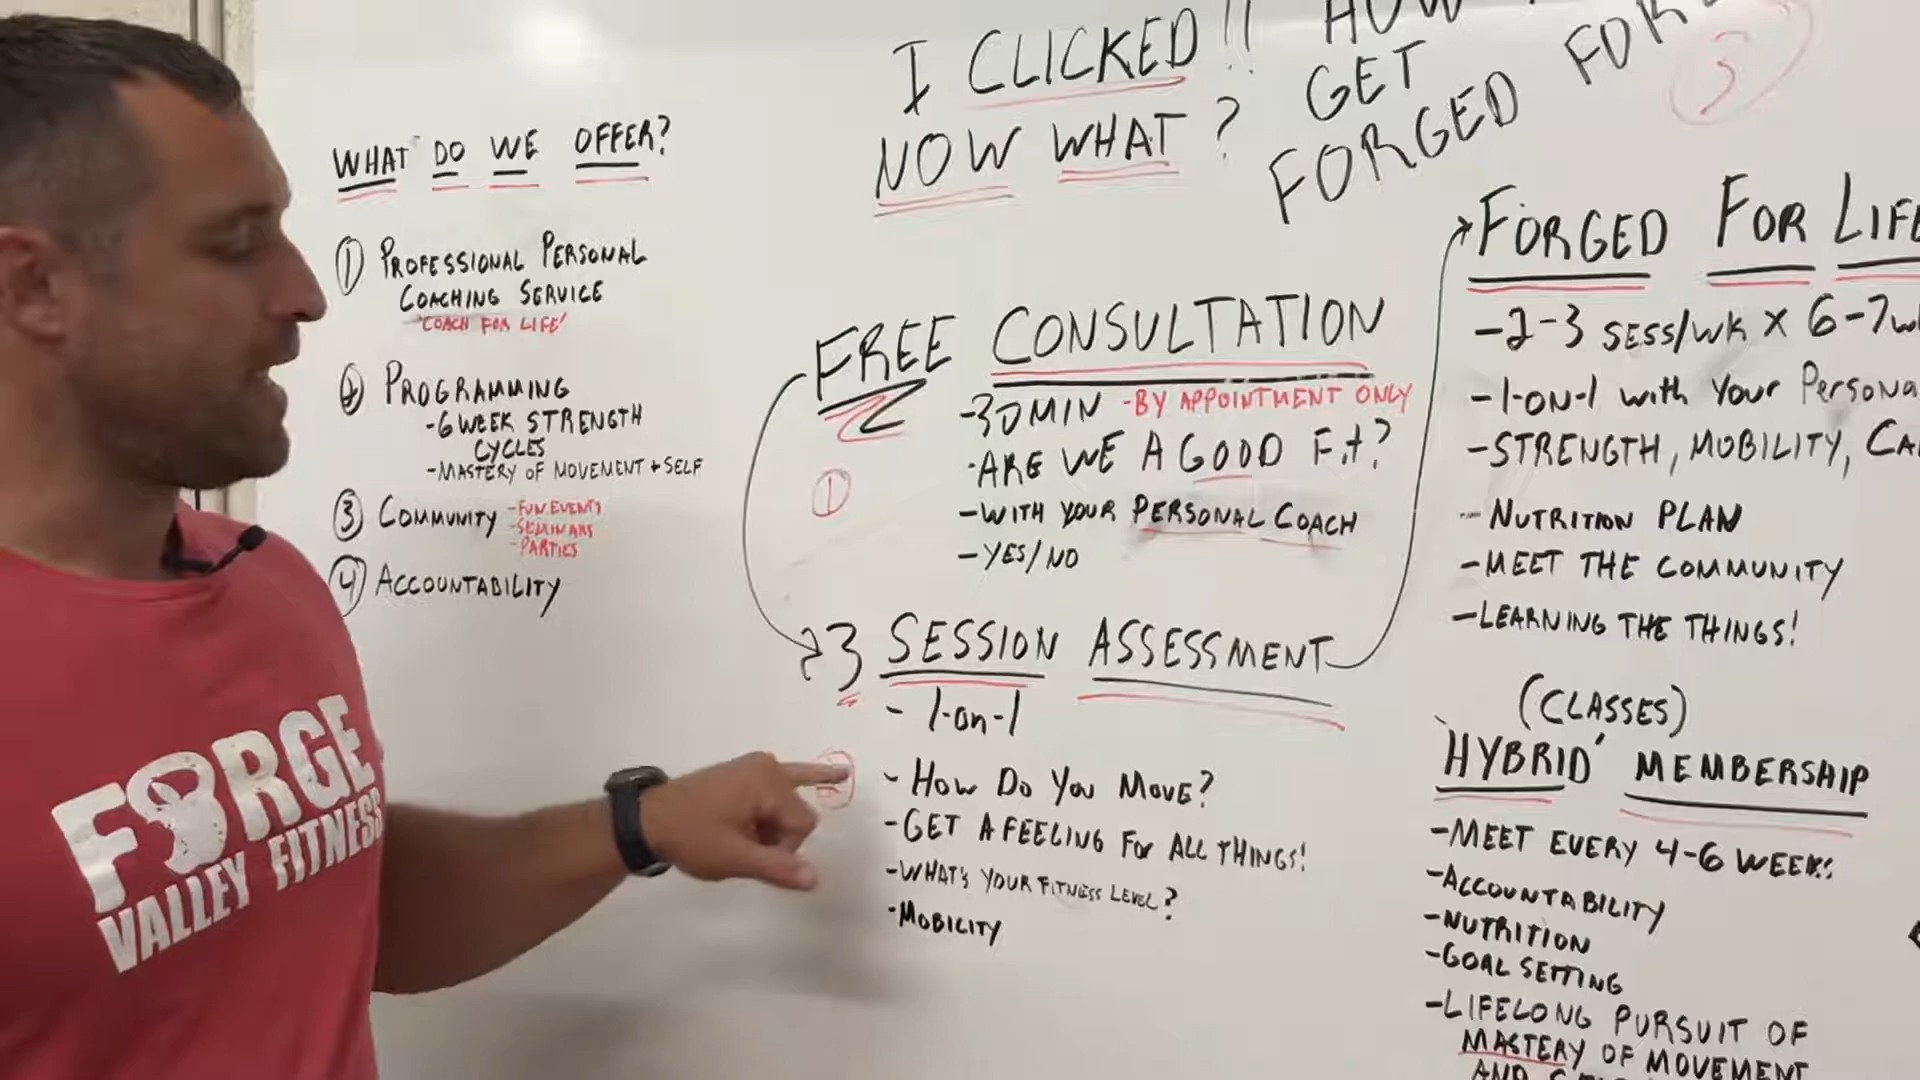 WHAT DO WE OFFER?
1 PROFESSIONAL PERSONAL
COACHING SERVICE
'COACH FOR LIFE'
2 PROGRAMMING
-6 WEEK STRENGTH
CYCLES
-MASTERY OF MOVEMENT + SELF
3 COMMUNITY -FUN EVENTS
-SEMINARS
-PARTIES
4 ACCOUNTABILITY
I CLICKED!!
NOW WHAT?
HOW
GET
FORGED
FREE CONSULTATION
-30 MIN -BY APPOINTMENT ONLY
-ARE WE A GOOD Fit?
-WITH YOUR PERSONAL COACH
-YES/NO
1
3 SESSION ASSESSMENT
- 1-on-1
- HOW DO YOU MOVE?
-GET A FEELING FOR ALL THINGS!
-WHAT'S YOUR FITNESS LEVEL?
-MOBILITY
3
FORGED FOR LIFE
-2-3 SESS/WK X 6-7
-1-ON-1 WITH YOUR
-STRENGTH, MOBILITY,
-NUTRITION PLAN
-MEET THE COMMUNITY
-LEARNING THE THINGS!
(CLASSES)
'HYBRID' MEMBERSHIP
-MEET EVERY 4-6 WEEKS
-ACCOUNTABILITY
-NUTRITION
-GOAL SETTING
-LIFELONG PURSUIT OF
MASTERY OF MOVEMENT
AND
FORGE
VALLEY FITNESS